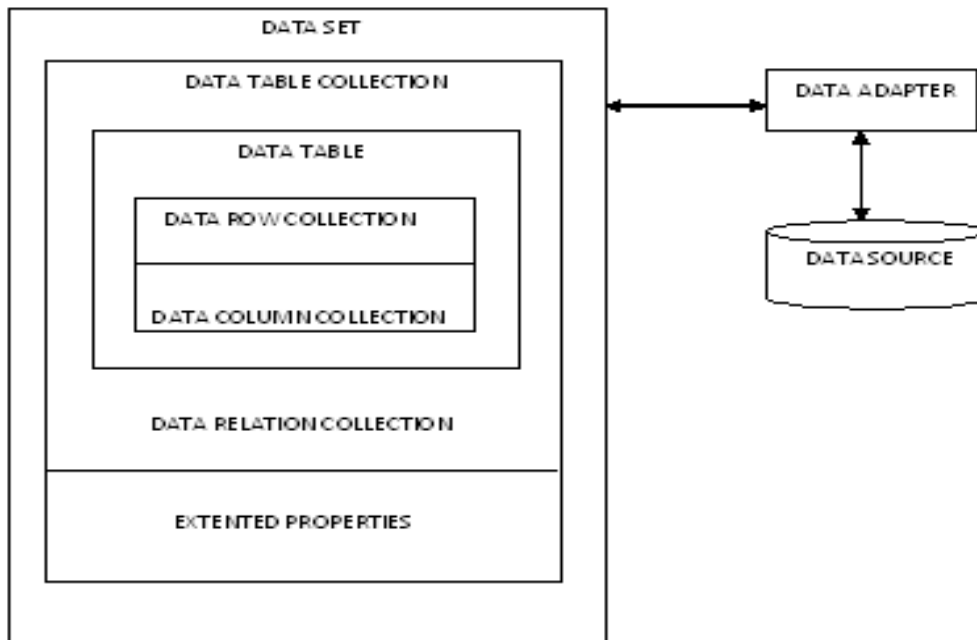 DATA SET
DATA TABLE COLLECTION
DATA TABLE
DATA ROW COLLECTION
DATA COLUMN COLLECTION
DATA RELATION COLLECTION
EXTENTED PROPERTIES
DATA ADAPTER
DATA SOURCE